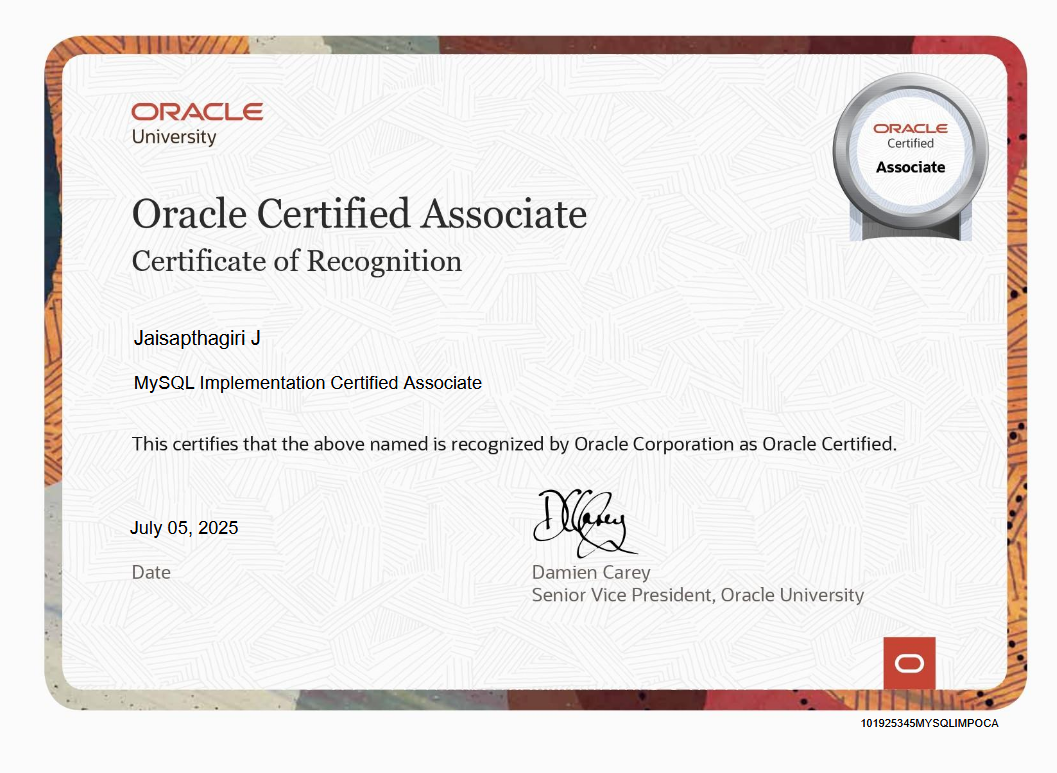 ORACLE
University
ORACLE
Certified
Associate
Oracle Certified Associate
Certificate of Recognition
Jaisapthagiri J
MySQL Implementation Certified Associate
This certifies that the above named is recognized by Oracle Corporation as Oracle Certified.
July 05, 2025
Date
DCarey
Damien Carey
Senior Vice President, Oracle University
101925345MYSQLIMPOCA